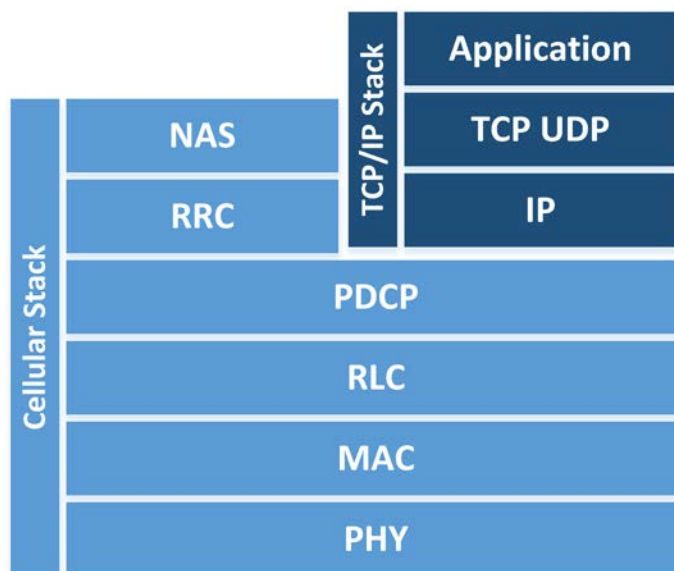 Application
TCP UDP
IP
TCP/IP Stack
NAS
RRC
PDCP
RLC
MAC
PHY
Cellular Stack